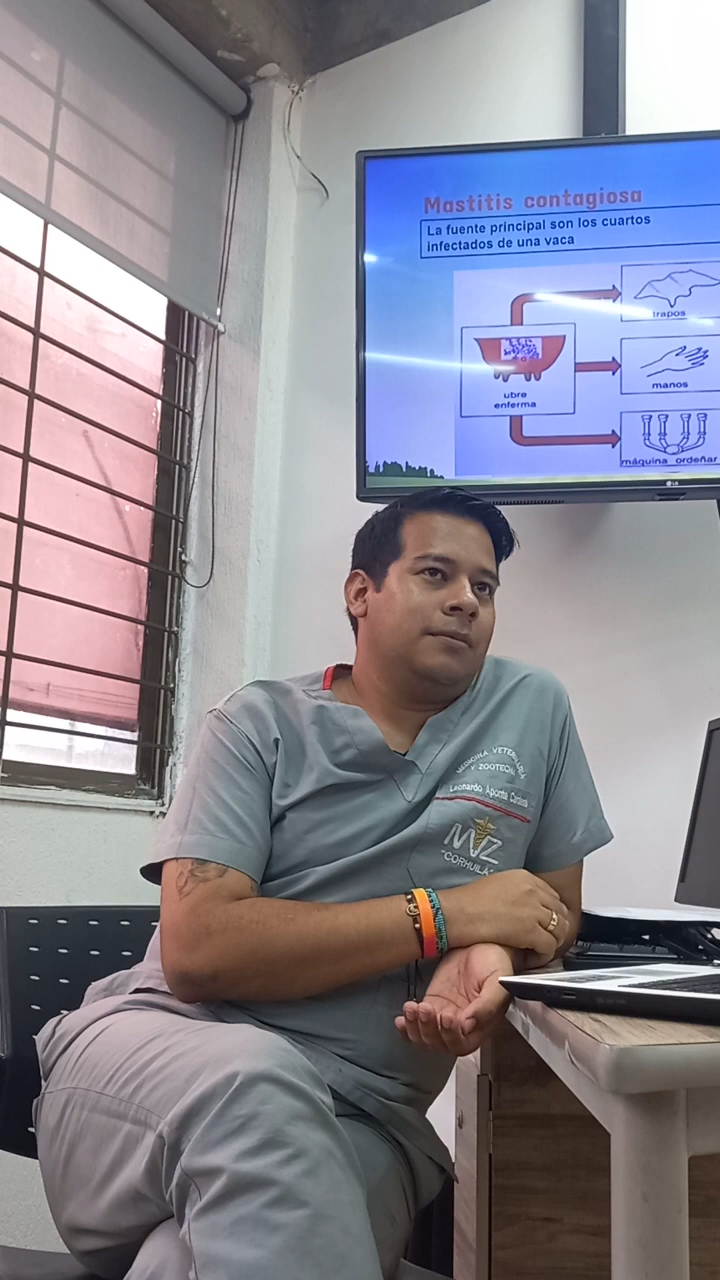 Mastitis contagiosa
La fuente principal son los cuartos
infectados de una vaca
trapos
ubre
enferma
manos
máquina ordeñar
LG
MEDICINA VETERINARIA
Y ZOOTECNIA
Leonardo Aponte
MVZ
"CORHUILA"